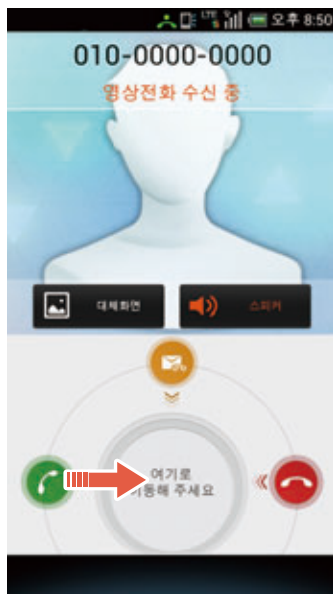 LTE 오후 8:50
010-0000-0000
영상전화 수신 중
대체화면 스피커
여기로
이동해 주세요